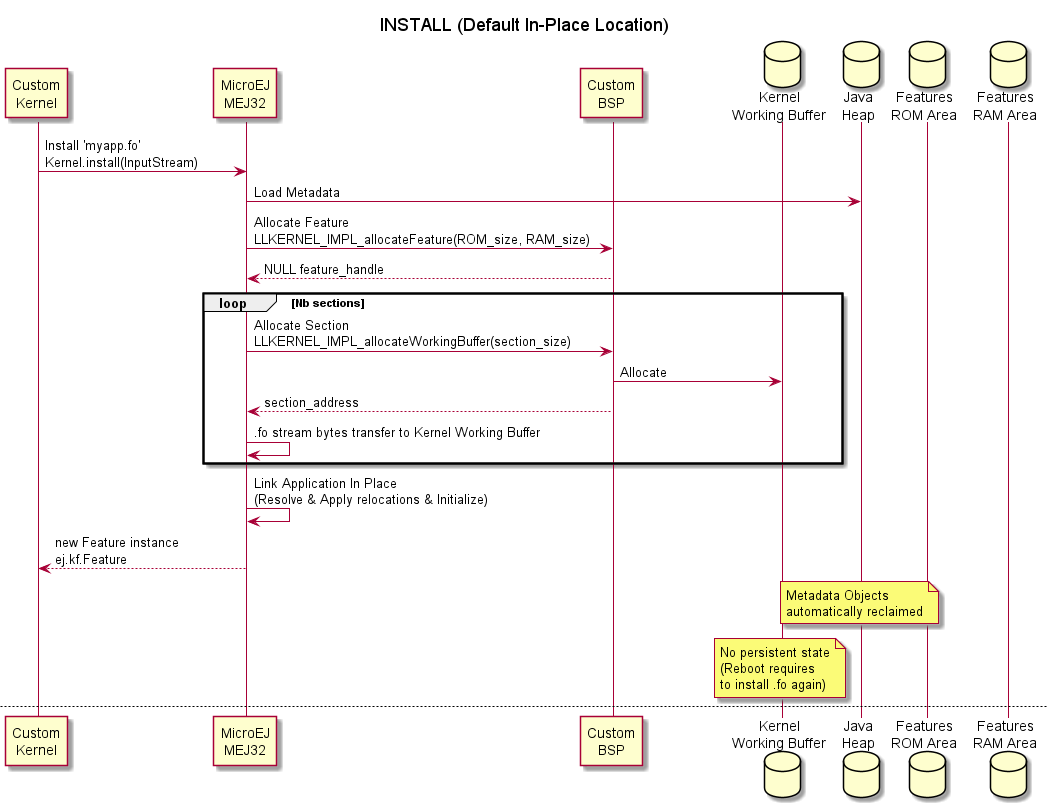 INSTALL (Default In-Place Location)
Custom
Kernel
MicroEJ
MEJ32
Custom
BSP
Kernel
Working Buffer
Java
Heap
Features
ROM Area
Features
RAM Area
Install 'myapp.fo'
Kernel.install(InputStream)
Load Metadata
Allocate Feature
LLKERNEL_IMPL_allocateFeature(ROM_size, RAM_size)
NULL feature_handle
loop [Nb sections]
Allocate Section
LLKERNEL_IMPL_allocateWorkingBuffer(section_size)
Allocate
section_address
.fo stream bytes transfer to Kernel Working Buffer
Link Application In Place
(Resolve & Apply relocations & Initialize)
new Feature instance
ej.kf.Feature
Metadata Objects
automatically reclaimed
No persistent state
(Reboot requires
to install .fo again)
Custom
Kernel
MicroEJ
MEJ32
Custom
BSP
Kernel
Working Buffer
Java
Heap
Features
ROM Area
Features
RAM Area